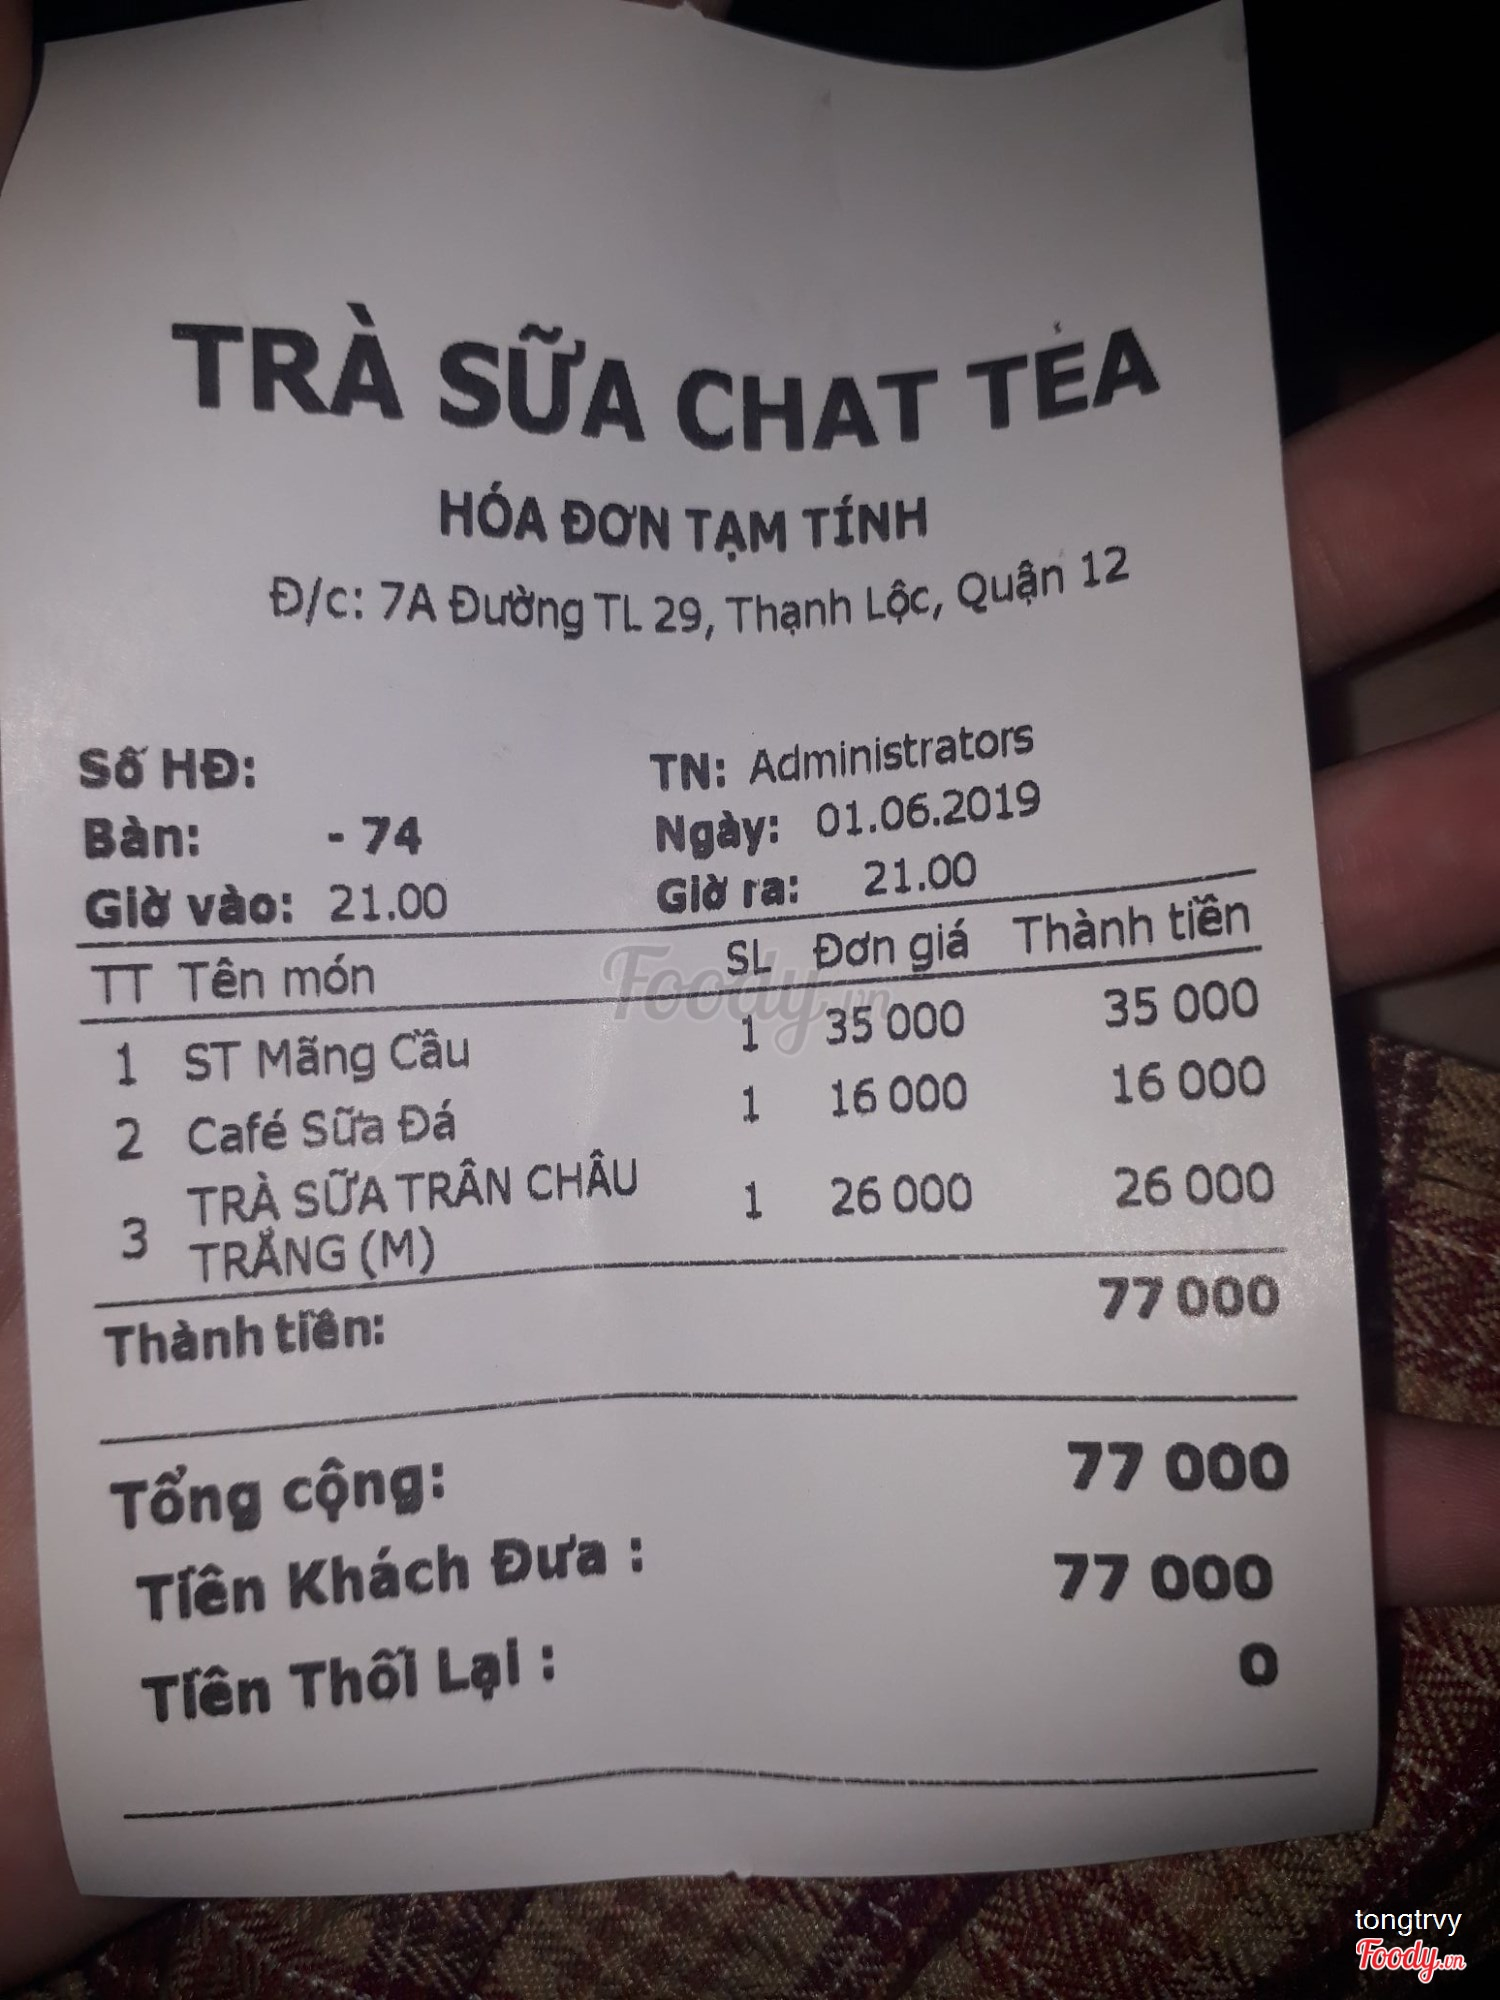 TRÀ SỮA CHAT TÉA
HÓA ĐƠN TẠM TÍNH
Đ/c: 7A Đường TL 29, Thạnh Lộc, Quận 12
Số HĐ: TN: Administrators
Bàn: - 74 Ngày: 01.06.2019
Giờ vào: 21.00 Giờ ra: 21.00
TT Tên món SL Đơn giá Thành tiền
1 ST Mãng Cầu 1 35 000 35 000
2 Café Sữa Đá 1 16 000 16 000
3 TRÀ SỮA TRÂN CHÂU 1 26 000 26 000
TRẮNG (M)
Thành tiền: 77 000
Tổng cộng: 77 000
Tiền Khách Đưa : 77 000
Tiền Thối Lại : 0
Foody.vn
tongtrvy
Foody.vn